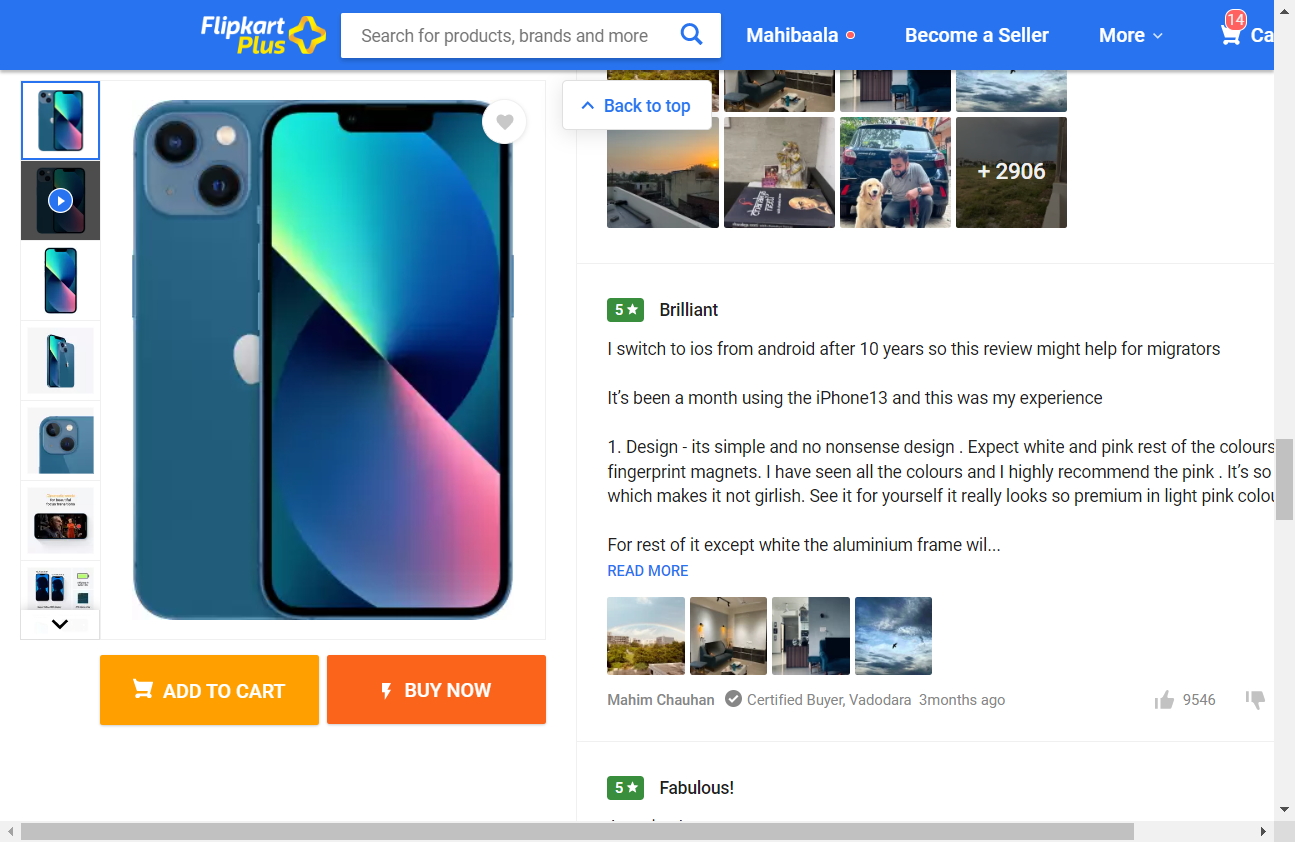 Flipkart
Plus
Search for products, brands and more
Mahibaala
Become a Seller
More
14
Ca
Back to top
+ 2906
5
Brilliant
I switch to ios from android after 10 years so this review might help for migrators
It's been a month using the iPhone13 and this was my experience
1. Design - its simple and no nonsense design . Expect white and pink rest of the colours
fingerprint magnets. I have seen all the colours and I highly recommend the pink . It's so
which makes it not girlish. See it for yourself it really looks so premium in light pink colou
For rest of it except white the aluminium frame wil...
READ MORE
ADD TO CART
BUY NOW
Mahim Chauhan
Certified Buyer, Vadodara
3months ago
9546
5
Fabulous!